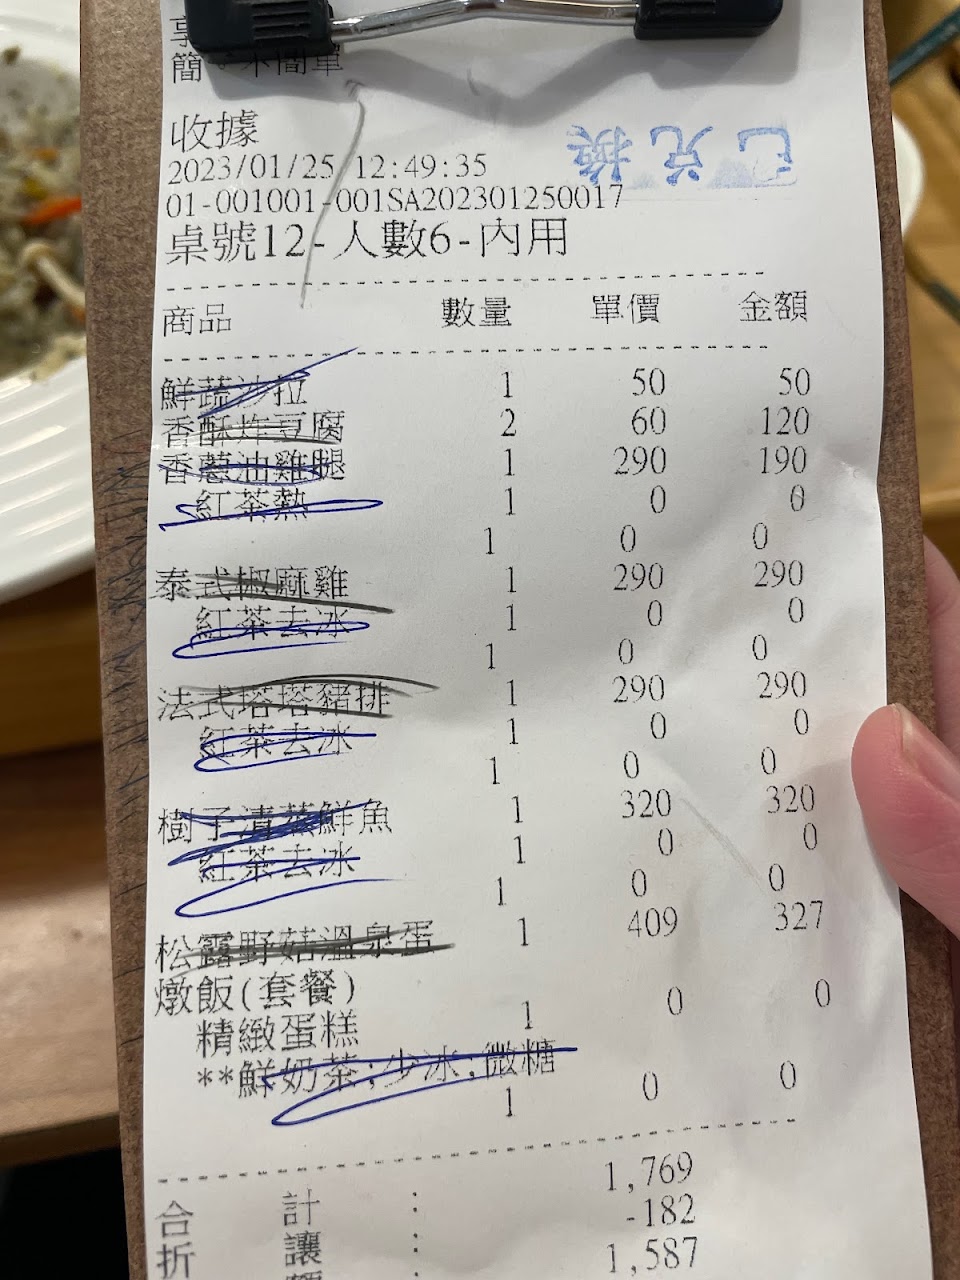 簡
收據
2023/01/25 12:49:35
01-001001-001SA202301250017
已兌換
桌號12-人數6-內用
商品 數量 單價 金額
鮮蔬沙拉 1 50 50
香酥炸豆腐 2 60 120
香蔥油雞腿 1 290 190
紅茶熱 1 0 0
1 0 0
泰式椒麻雞 1 290 290
紅茶去冰 1 0 0
1 0 0
法式塔塔豬排 1 290 290
紅茶去冰 1 0 0
1 0 0
樹子清蒸鮮魚 1 320 320
紅茶去冰 1 0 0
1 0 0
松露野菇溫泉蛋 1 409 327
燉飯(套餐)
精緻蛋糕 1 0 0
**鮮奶茶;少冰,微糖
1 0 0
合計 : 1,769
折讓 : -182
1,587